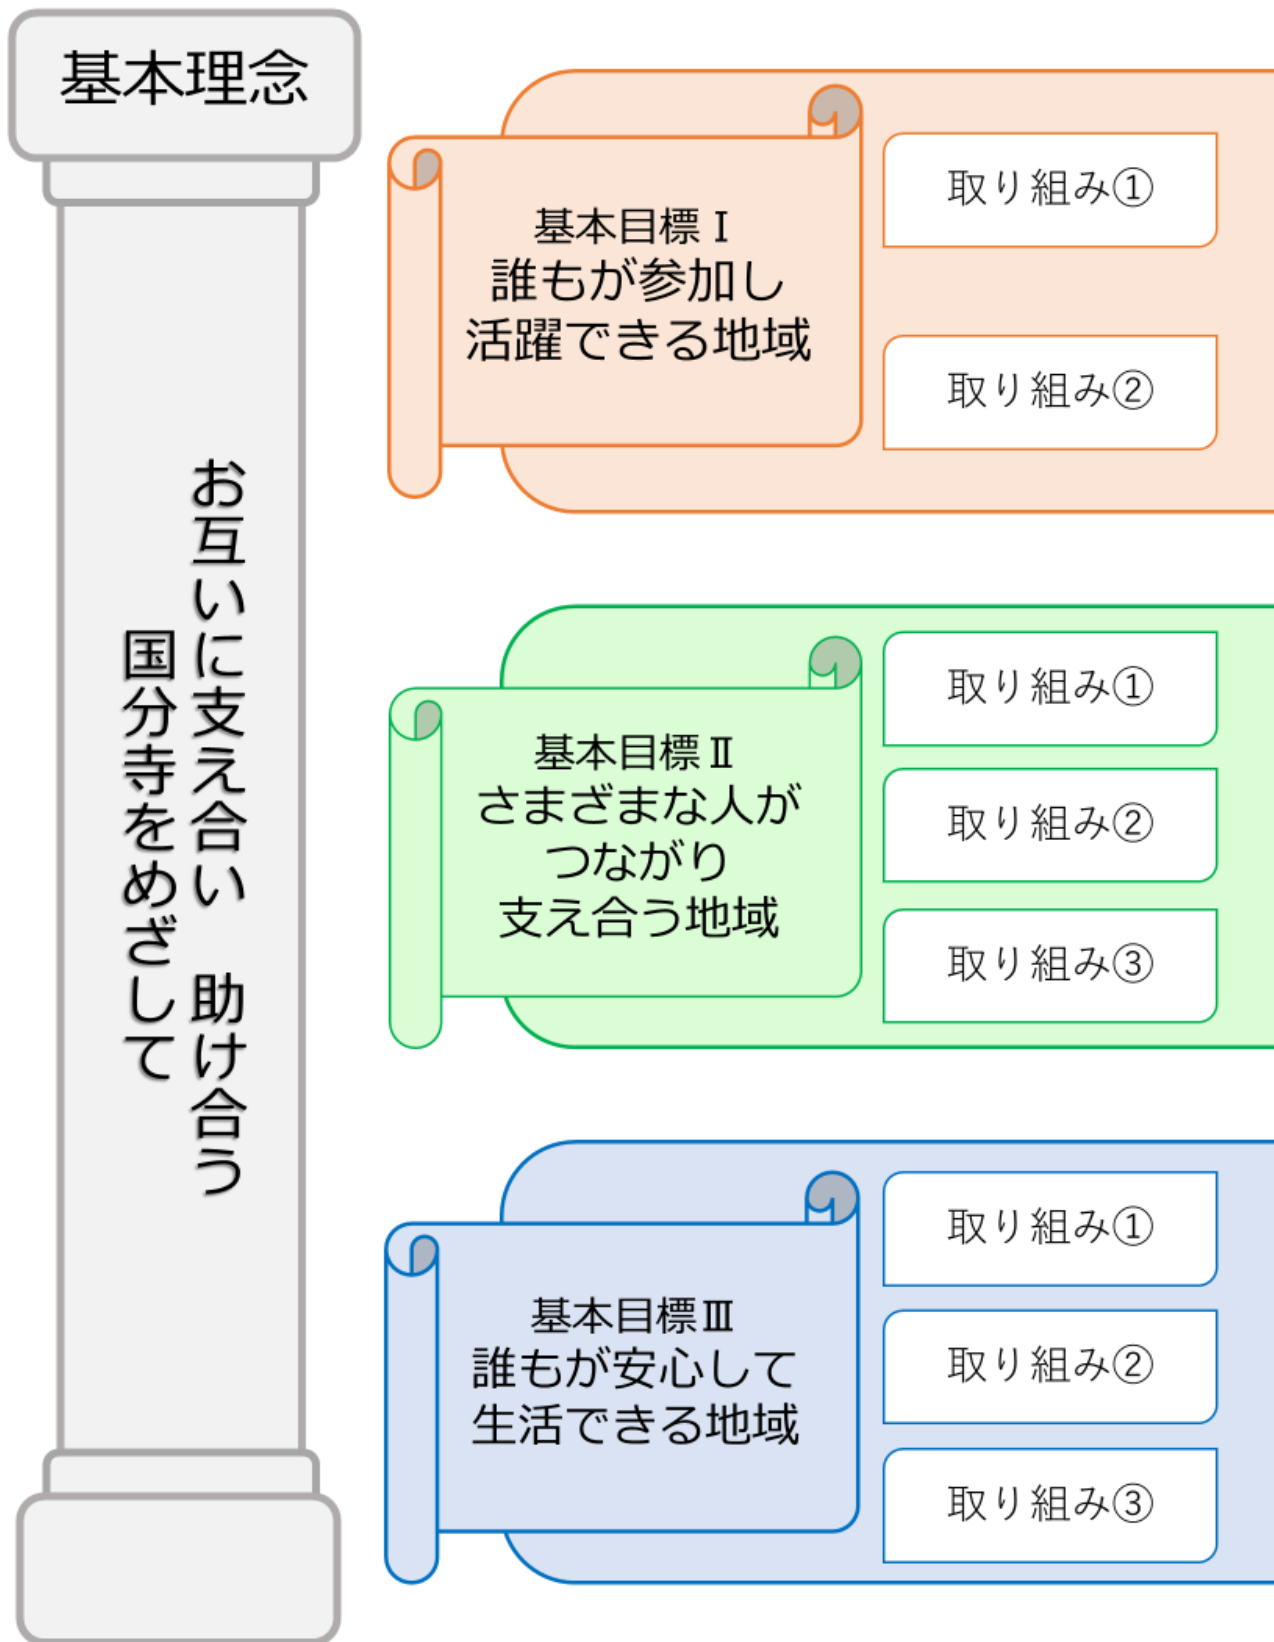 基本理念
お互いに支え合い　助け合う
国分寺をめざして
基本目標Ⅰ
誰もが参加し
活躍できる地域
取り組み①
取り組み②
基本目標Ⅱ
さまざまな人が
つながり
支え合う地域
取り組み①
取り組み②
取り組み③
基本目標Ⅲ
誰もが安心して
生活できる地域
取り組み①
取り組み②
取り組み③